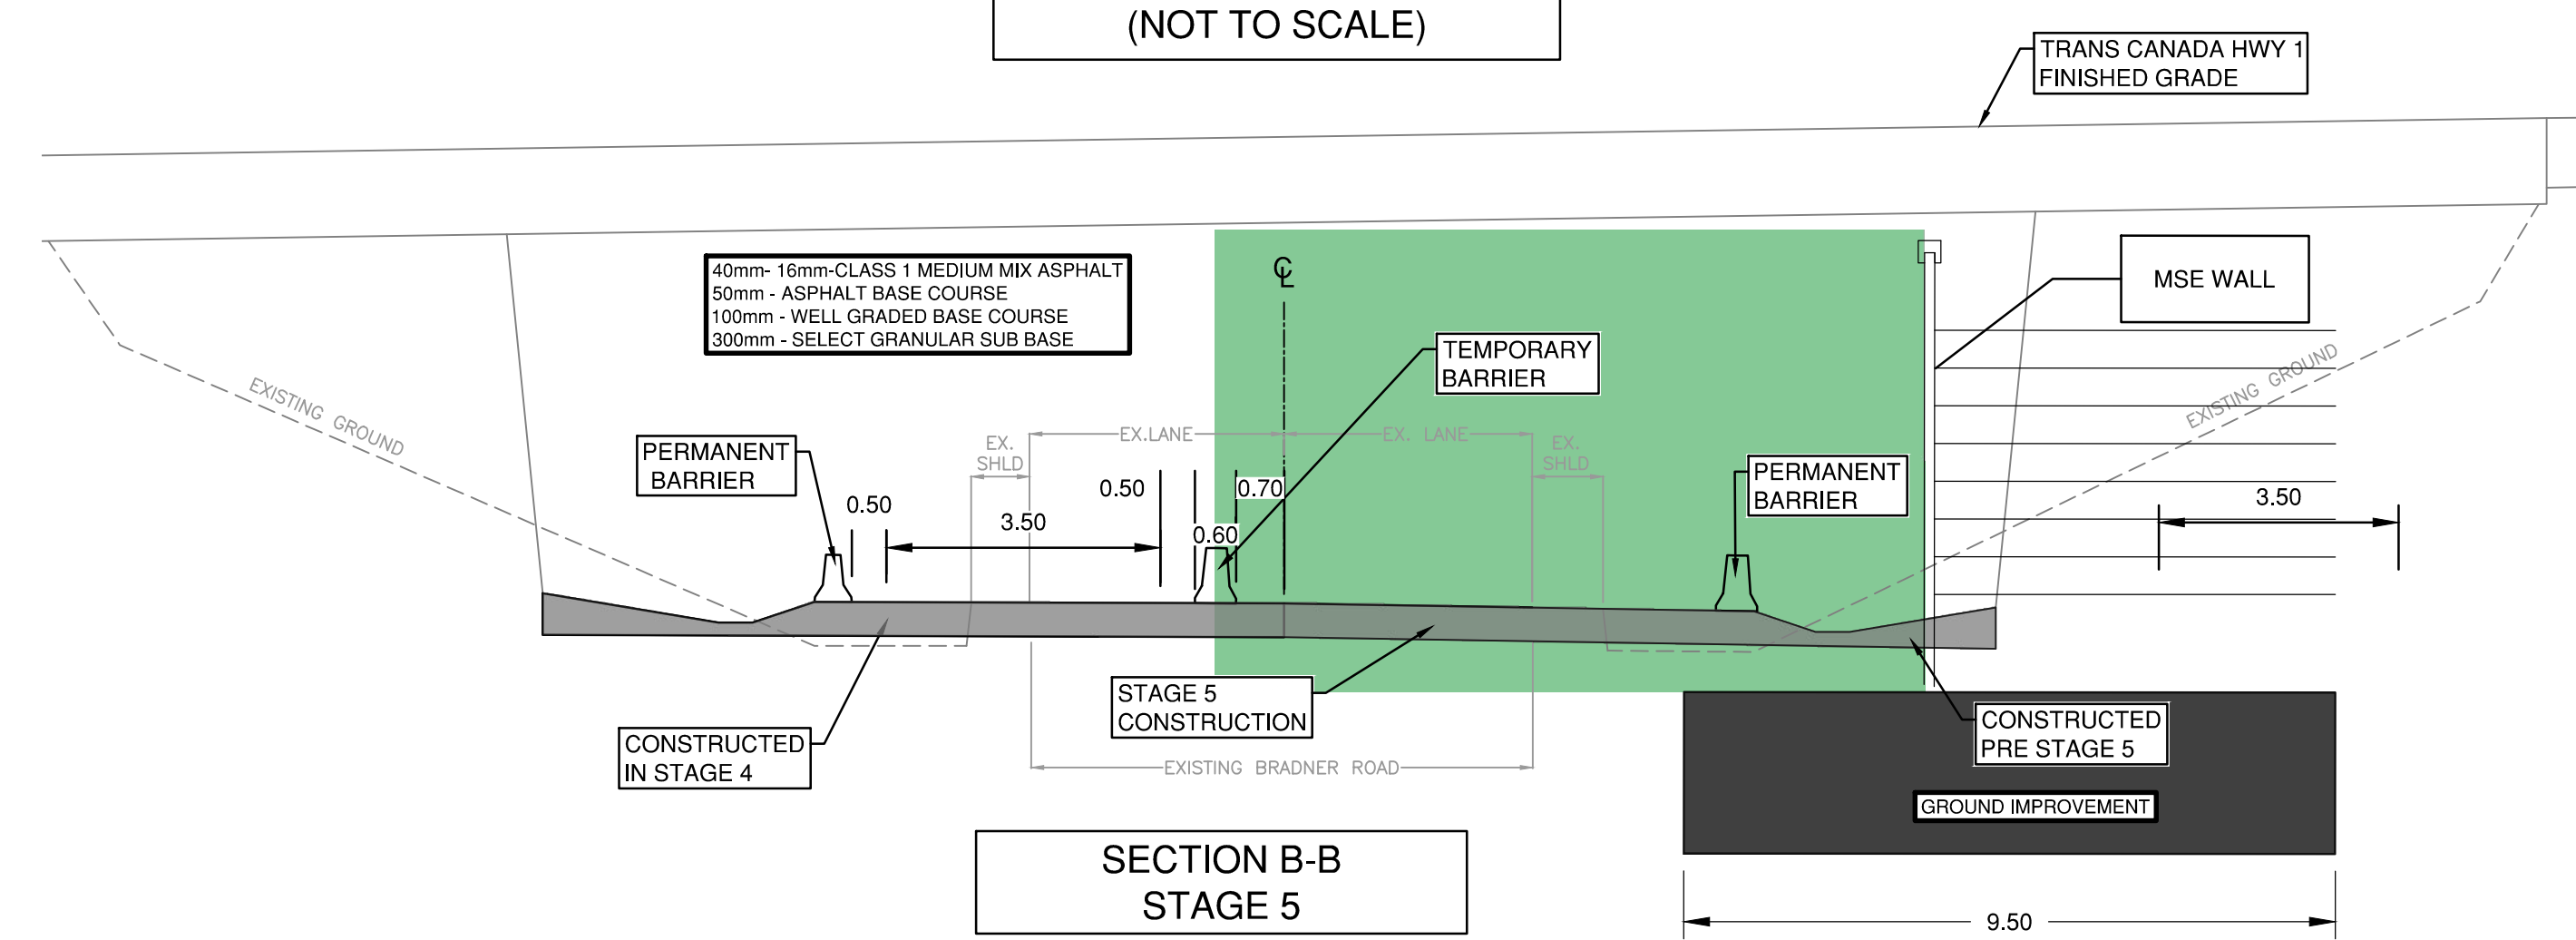 (NOT TO SCALE)
TRANS CANADA HWY 1
FINISHED GRADE
40mm- 16mm-CLASS 1 MEDIUM MIX ASPHALT
50mm - ASPHALT BASE COURSE
100mm - WELL GRADED BASE COURSE
300mm - SELECT GRANULAR SUB BASE
℄
MSE WALL
TEMPORARY
BARRIER
EXISTING GROUND
EXISTING GROUND
EX.LANE
EX. LANE
EX.
SHLD
EX.
SHLD
PERMANENT
BARRIER
PERMANENT
BARRIER
0.50
3.50
0.50
0.60
0.70
3.50
STAGE 5
CONSTRUCTION
CONSTRUCTED
IN STAGE 4
CONSTRUCTED
PRE STAGE 5
EXISTING BRADNER ROAD
GROUND IMPROVEMENT
SECTION B-B
STAGE 5
9.50